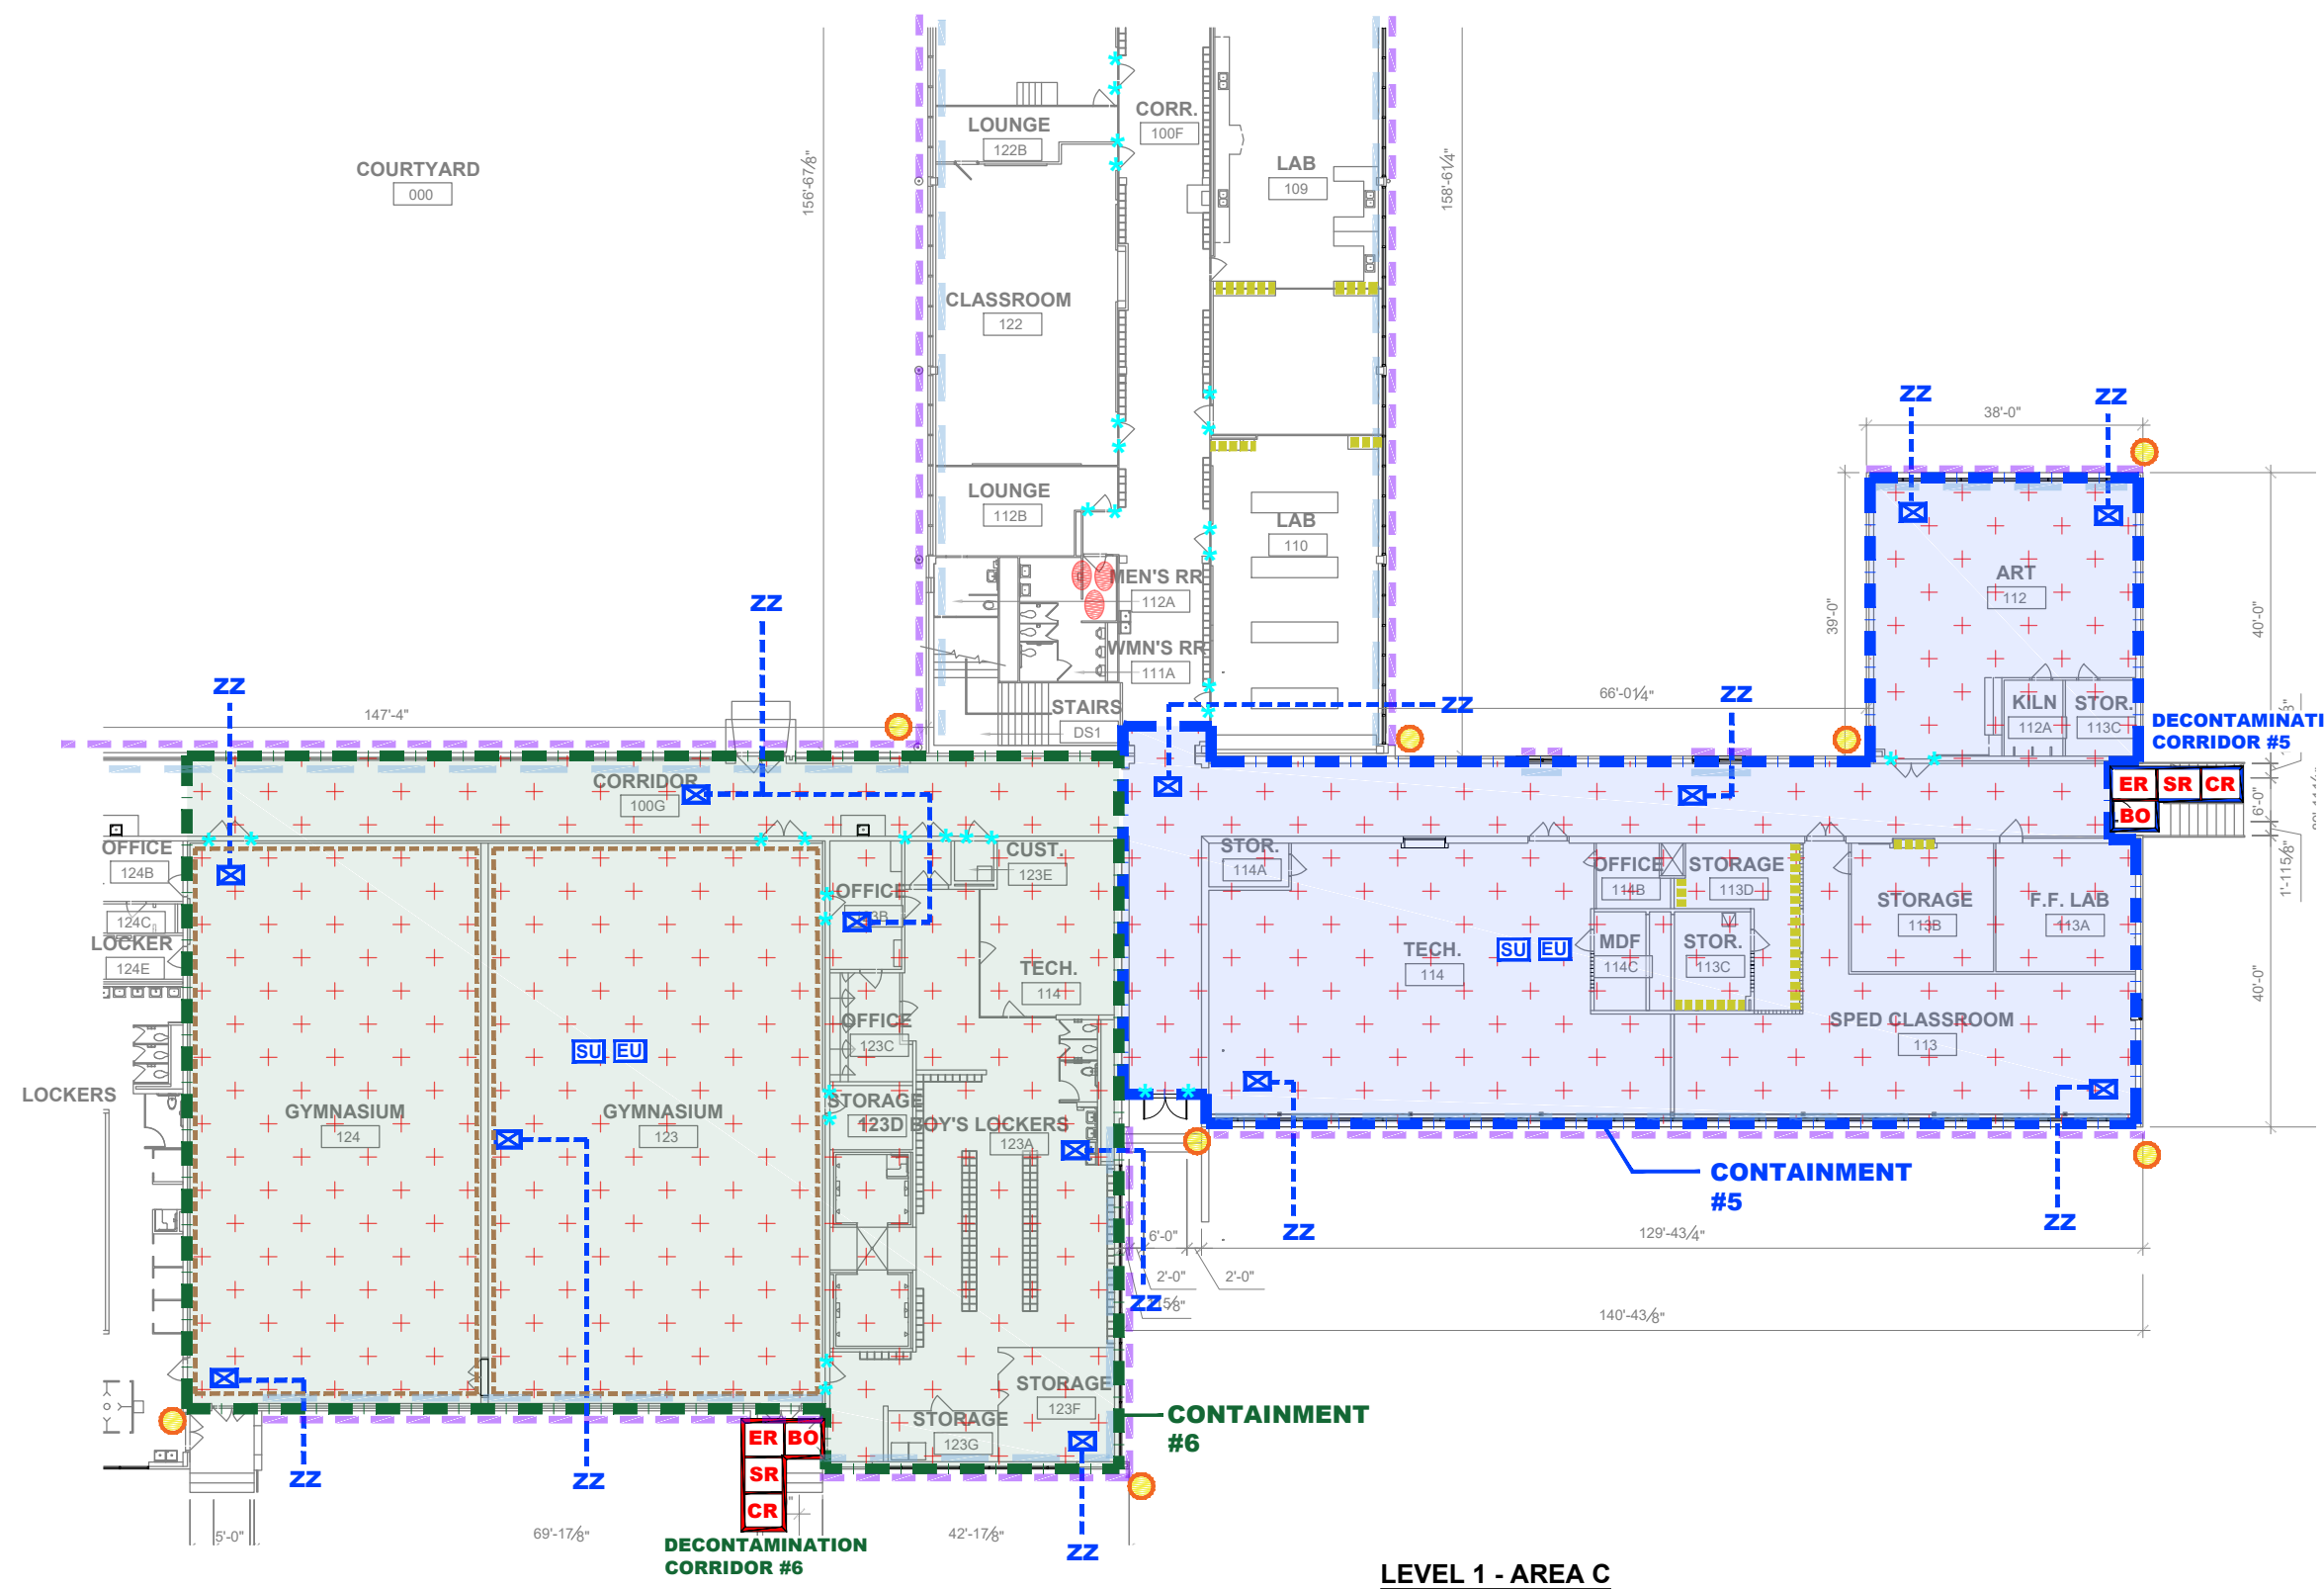 COURTYARD
000
156'-67/8"
LOUNGE
122B
CORR.
100F
LAB
109
158'-61/4"
CLASSROOM
122
LOUNGE
112B
LAB
110
MEN'S RR
112A
WMN'S RR
111A
STAIRS
DS1
ZZ
ZZ
38'-0"
39'-0"
40'-0"
ART
112
KILN
112A
STOR.
113C
DECONTAMINATI
CORRIDOR #5
ER
SR
CR
BO
6'-0"
1'-115/8"
40'-0"
ZZ
ZZ
ZZ
ZZ
66'-01/4"
147'-4"
CORRIDOR
100G
OFFICE
124B
124C
LOCKER
124E
LOCKERS
OFFICE
CUST.
123E
TECH.
114
OFFICE
123C
STORAGE
123D
BOY'S LOCKERS
123A
GYMNASIUM
124
GYMNASIUM
123
SU
EU
STOR.
114A
OFFICE
114B
STORAGE
113D
STORAGE
113B
F.F. LAB
113A
TECH.
114
SU
EU
MDF
114C
STOR.
113C
SPED CLASSROOM
113
CONTAINMENT
#5
ZZ
ZZ
129'-43/4"
6'-0"
2'-0"
2'-0"
ZZ
140'-43/8"
STORAGE
123F
STORAGE
123G
CONTAINMENT
#6
ER
BO
SR
CR
ZZ
ZZ
ZZ
5'-0"
69'-17/8"
42'-17/8"
DECONTAMINATION
CORRIDOR #6
LEVEL 1 - AREA C